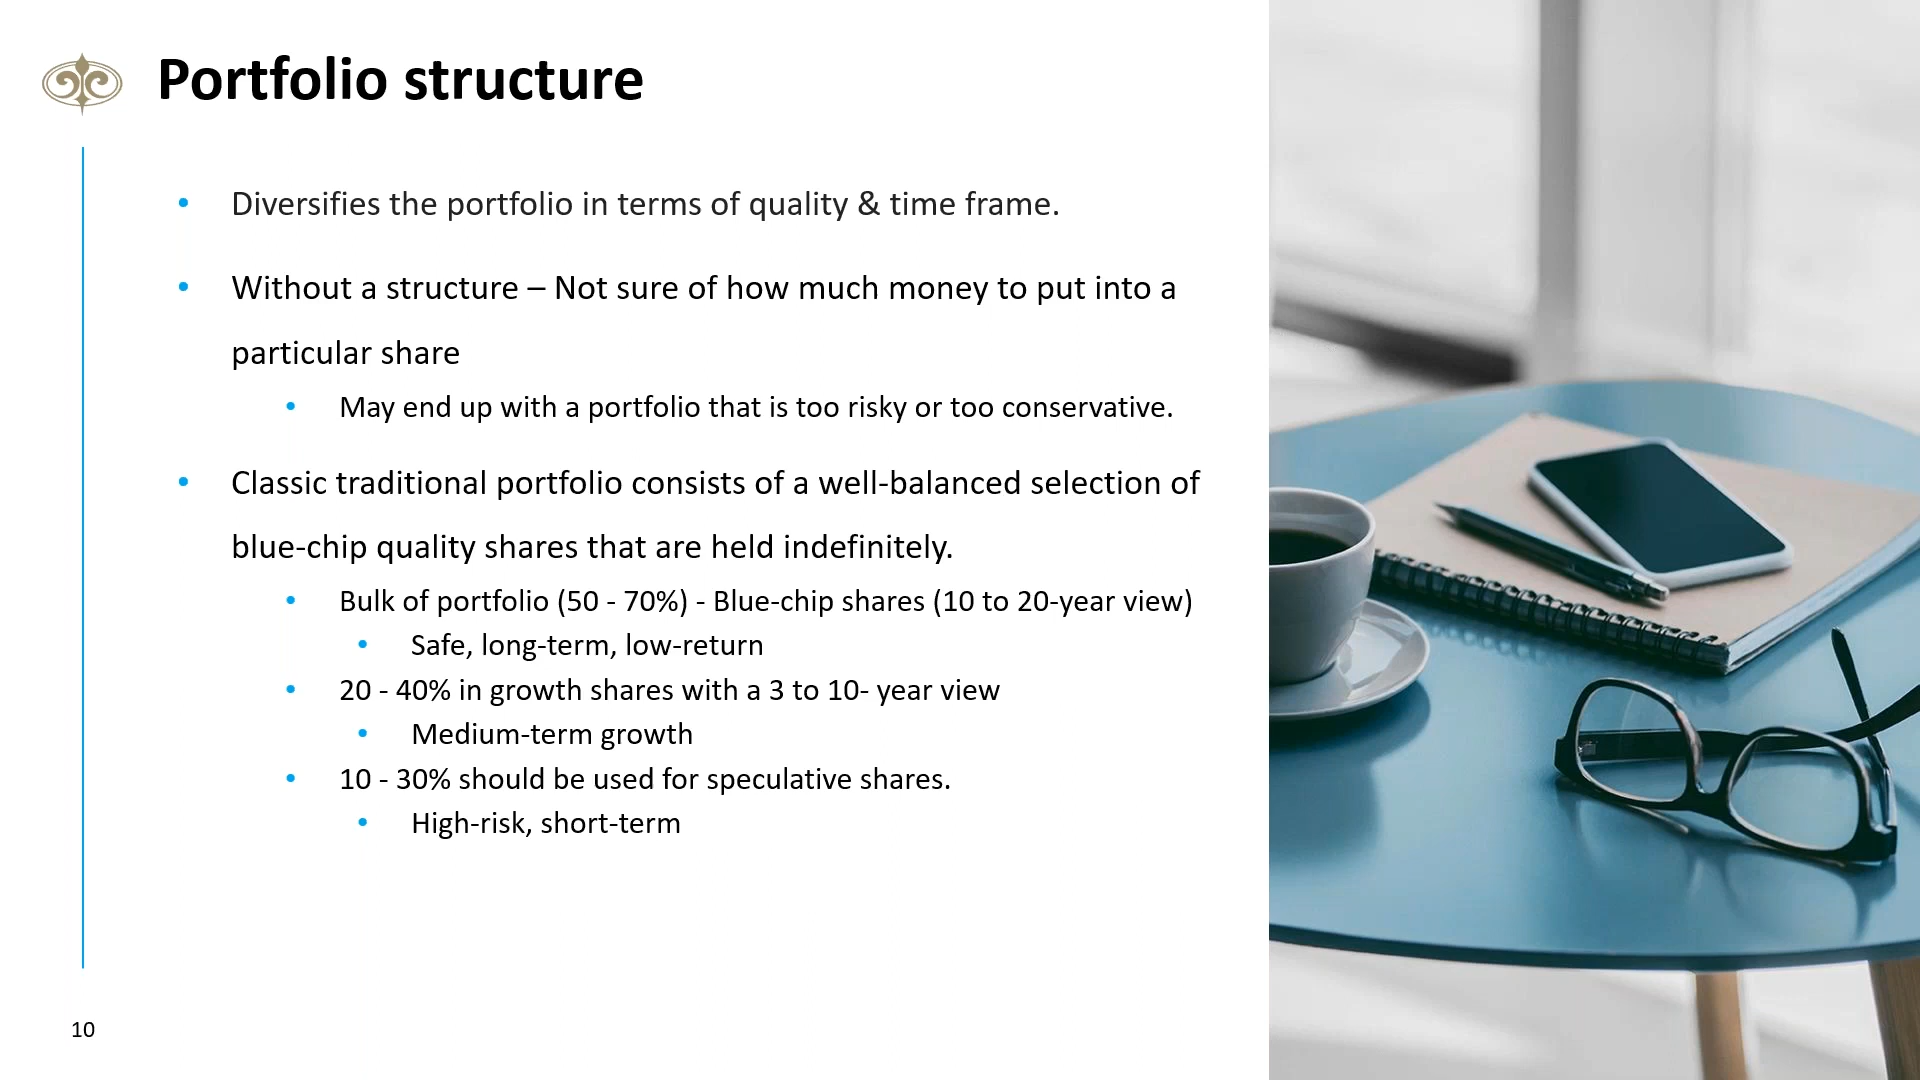 Portfolio structure
• Diversifies the portfolio in terms of quality & time frame.
• Without a structure – Not sure of how much money to put into a
particular share
• May end up with a portfolio that is too risky or too conservative.
• Classic traditional portfolio consists of a well-balanced selection of
blue-chip quality shares that are held indefinitely.
• Bulk of portfolio (50 - 70%) - Blue-chip shares (10 to 20-year view)
• Safe, long-term, low-return
• 20 - 40% in growth shares with a 3 to 10- year view
• Medium-term growth
• 10 - 30% should be used for speculative shares.
• High-risk, short-term
10